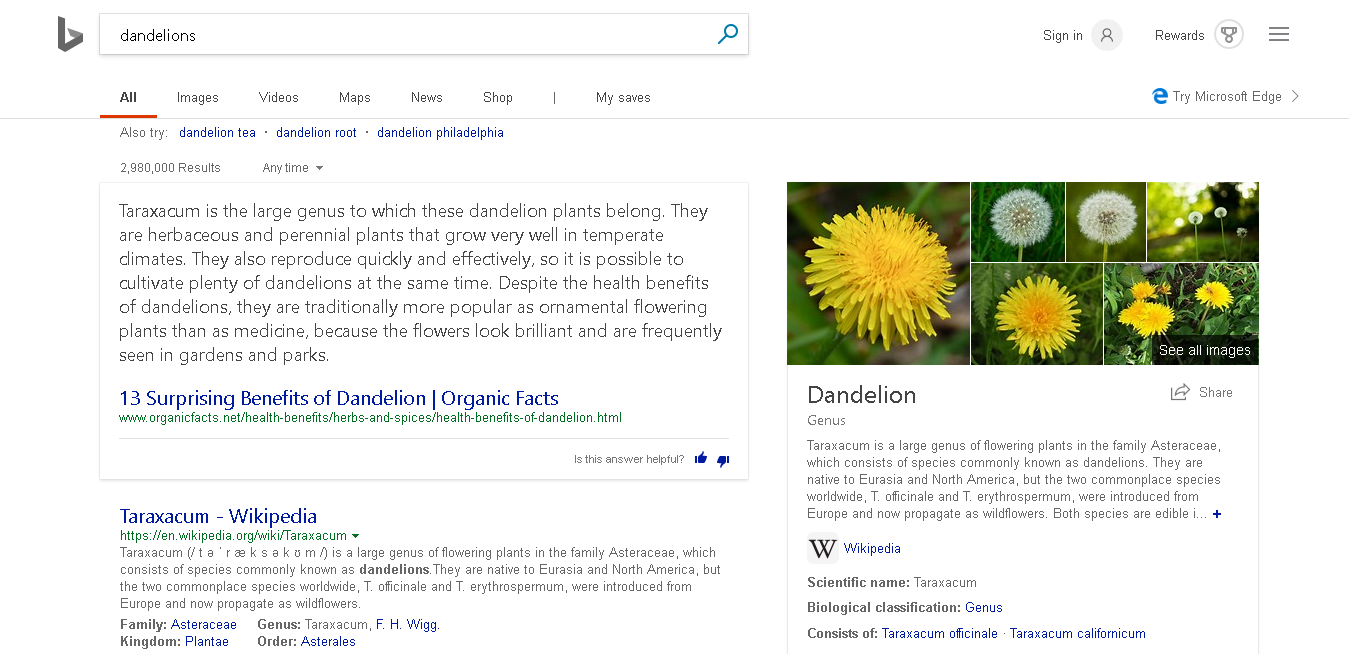 dandelions
Sign in
Rewards
All Images Videos Maps News Shop | My saves
Try Microsoft Edge
Also try: dandelion tea · dandelion root · dandelion philadelphia
2,980,000 Results Any time
Taraxacum is the large genus to which these dandelion plants belong. They
are herbaceous and perennial plants that grow very well in temperate
climates. They also reproduce quickly and effectively, so it is possible to
cultivate plenty of dandelions at the same time. Despite the health benefits
of dandelions, they are traditionally more popular as ornamental flowering
plants than as medicine, because the flowers look brilliant and are frequently
seen in gardens and parks.
13 Surprising Benefits of Dandelion | Organic Facts
www.organicfacts.net/health-benefits/herbs-and-spices/health-benefits-of-dandelion.html
Is this answer helpful?
Taraxacum - Wikipedia
https://en.wikipedia.org/wiki/Taraxacum
Taraxacum (/ t ə ˈ r æ k s ə k ʊ m /) is a large genus of flowering plants in the family Asteraceae, which
consists of species commonly known as dandelions.They are native to Eurasia and North America, but
the two commonplace species worldwide, T. officinale and T. erythrospermum, were introduced from
Europe and now propagate as wildflowers.
Family: Asteraceae Genus: Taraxacum, F. H. Wigg.
Kingdom: Plantae Order: Asterales
See all images
Dandelion
Share
Genus
Taraxacum is a large genus of flowering plants in the family Asteraceae,
which consists of species commonly known as dandelions. They are
native to Eurasia and North America, but the two commonplace species
worldwide, T. officinale and T. erythrospermum, were introduced from
Europe and now propagate as wildflowers. Both species are edible i... +
W Wikipedia
Scientific name: Taraxacum
Biological classification: Genus
Consists of: Taraxacum officinale · Taraxacum californicum